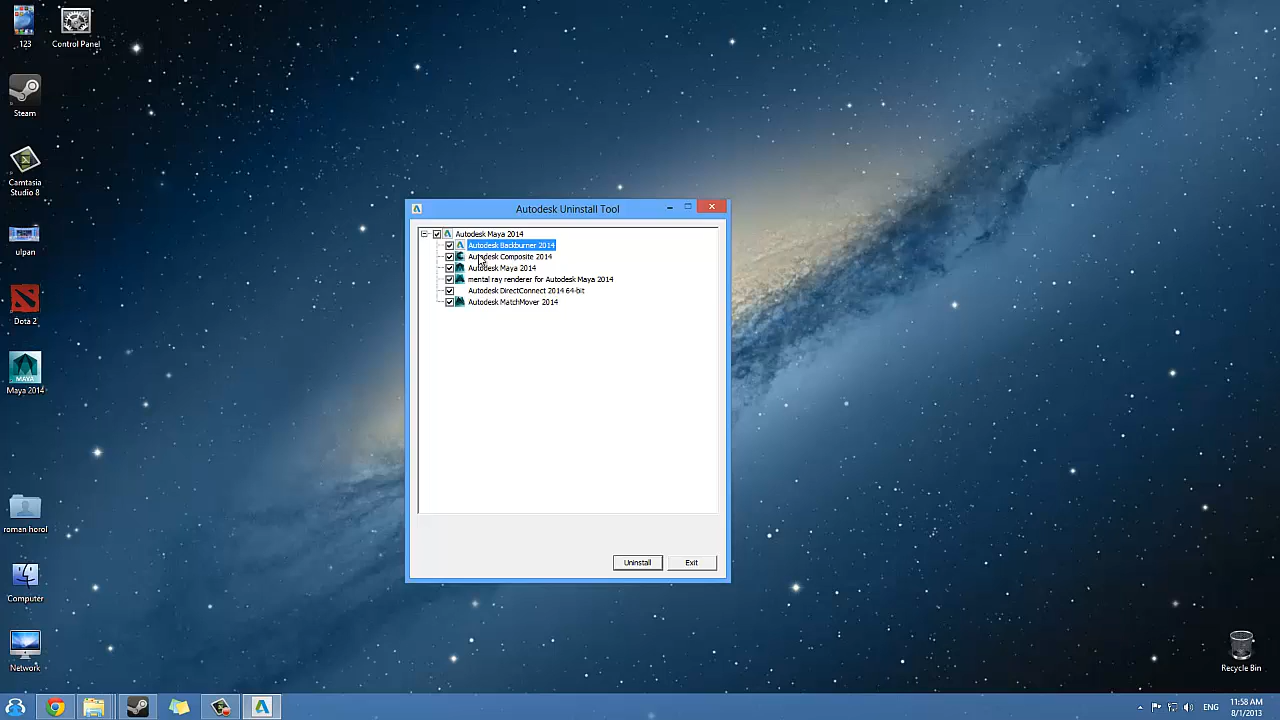 123
Control Panel
Steam
Camtasia
Studio 8
ulpan
Dota 2
MAYA
Maya 2014
roman horol
Computer
Network
Autodesk Uninstall Tool
Autodesk Maya 2014
Autodesk Backburner 2014
Autodesk Composite 2014
Autodesk Maya 2014
mental ray renderer for Autodesk Maya 2014
Autodesk DirectConnect 2014 64-bit
Autodesk MatchMover 2014
Uninstall
Exit
Recycle Bin
ENG
11:58 AM
8/1/2013